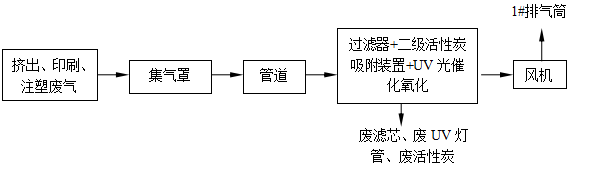 1#排气筒
挤出、印刷、
注塑废气
集气罩
管道
过滤器+二级活性炭
吸附装置+UV 光催
化氧化
风机
废滤芯、废 UV 灯
管、废活性炭